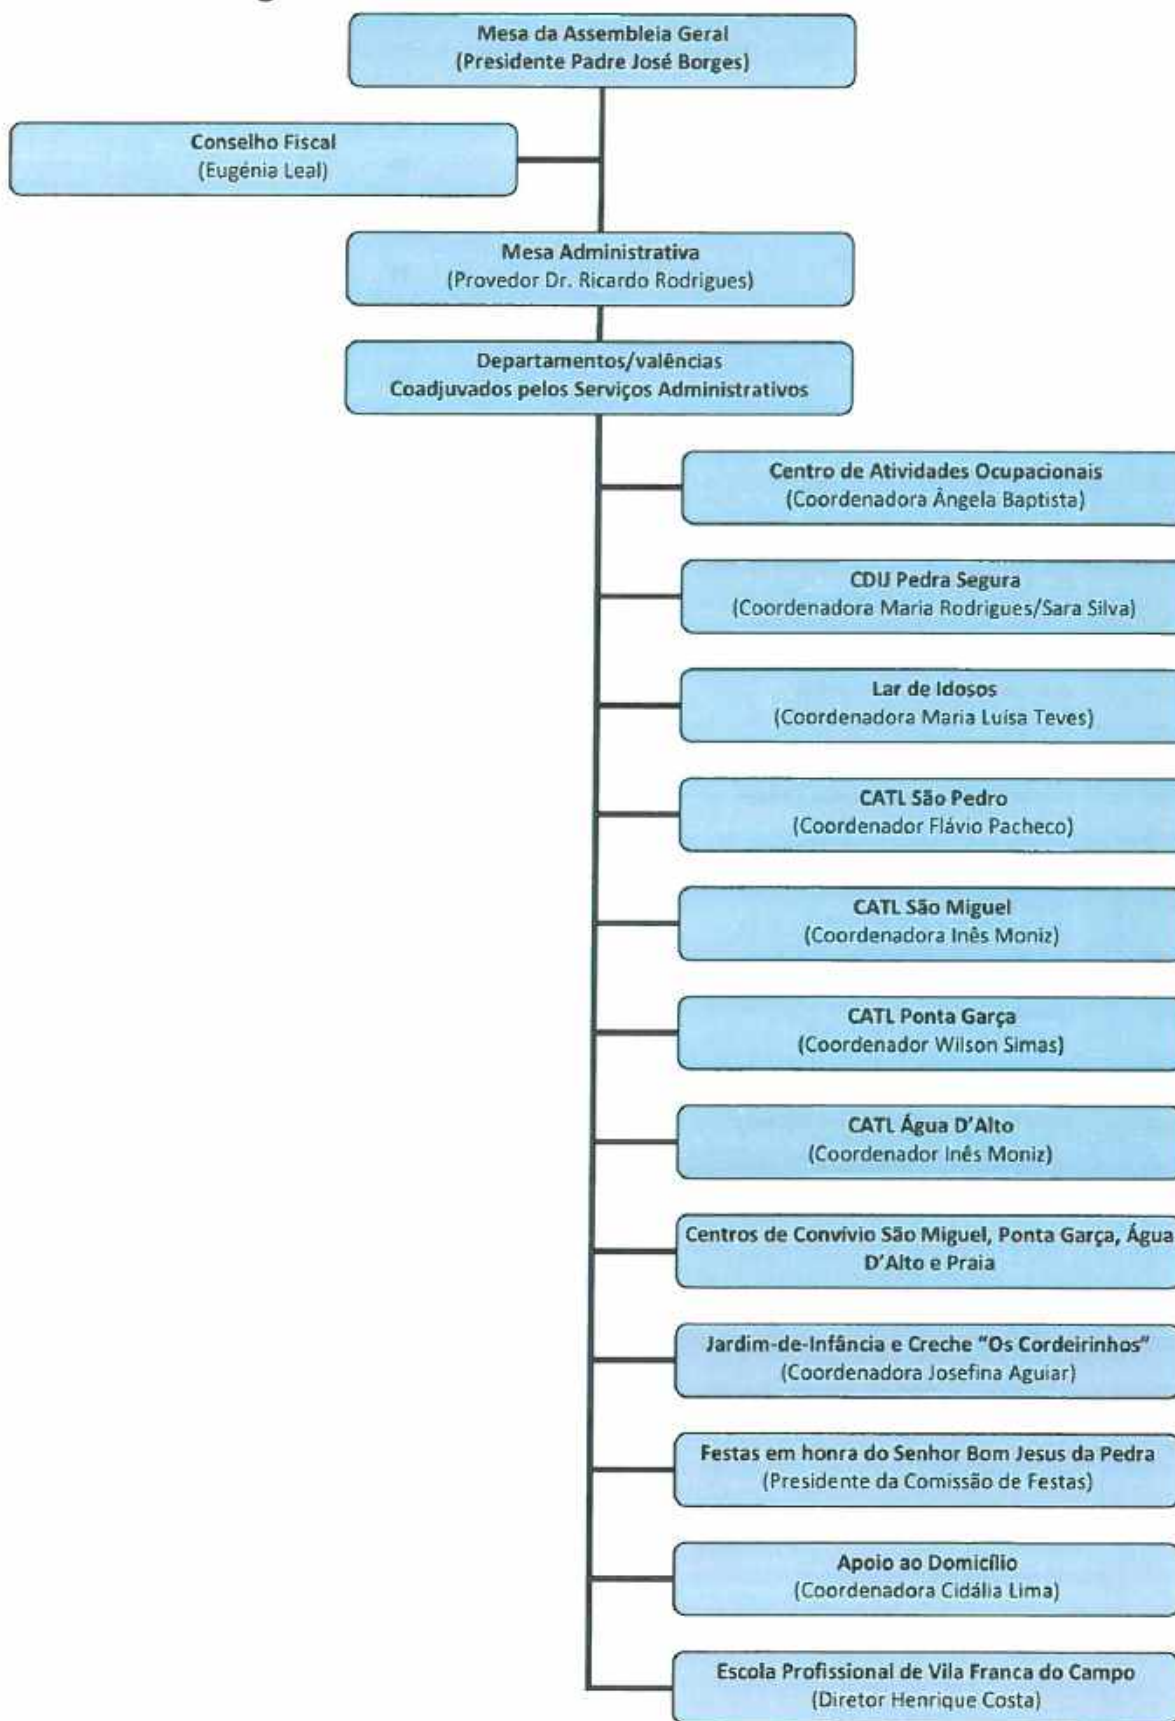 Mesa da Assembleia Geral
(Presidente Padre José Borges)
Conselho Fiscal
(Eugénia Leal)
Mesa Administrativa
(Provedor Dr. Ricardo Rodrigues)
Departamentos/valências
Coadjuvados pelos Serviços Administrativos
Centro de Atividades Ocupacionais
(Coordenadora Ângela Baptista)
CDIJ Pedra Segura
(Coordenadora Maria Rodrigues/Sara Silva)
Lar de Idosos
(Coordenadora Maria Luísa Teves)
CATL São Pedro
(Coordenador Flávio Pacheco)
CATL São Miguel
(Coordenadora Inês Moniz)
CATL Ponta Garça
(Coordenador Wilson Simas)
CATL Água D'Alto
(Coordenador Inês Moniz)
Centros de Convívio São Miguel, Ponta Garça, Água
D'Alto e Praia
Jardim-de-Infância e Creche "Os Cordeirinhos"
(Coordenadora Josefina Aguiar)
Festas em honra do Senhor Bom Jesus da Pedra
(Presidente da Comissão de Festas)
Apoio ao Domicílio
(Coordenadora Cidália Lima)
Escola Profissional de Vila Franca do Campo
(Diretor Henrique Costa)